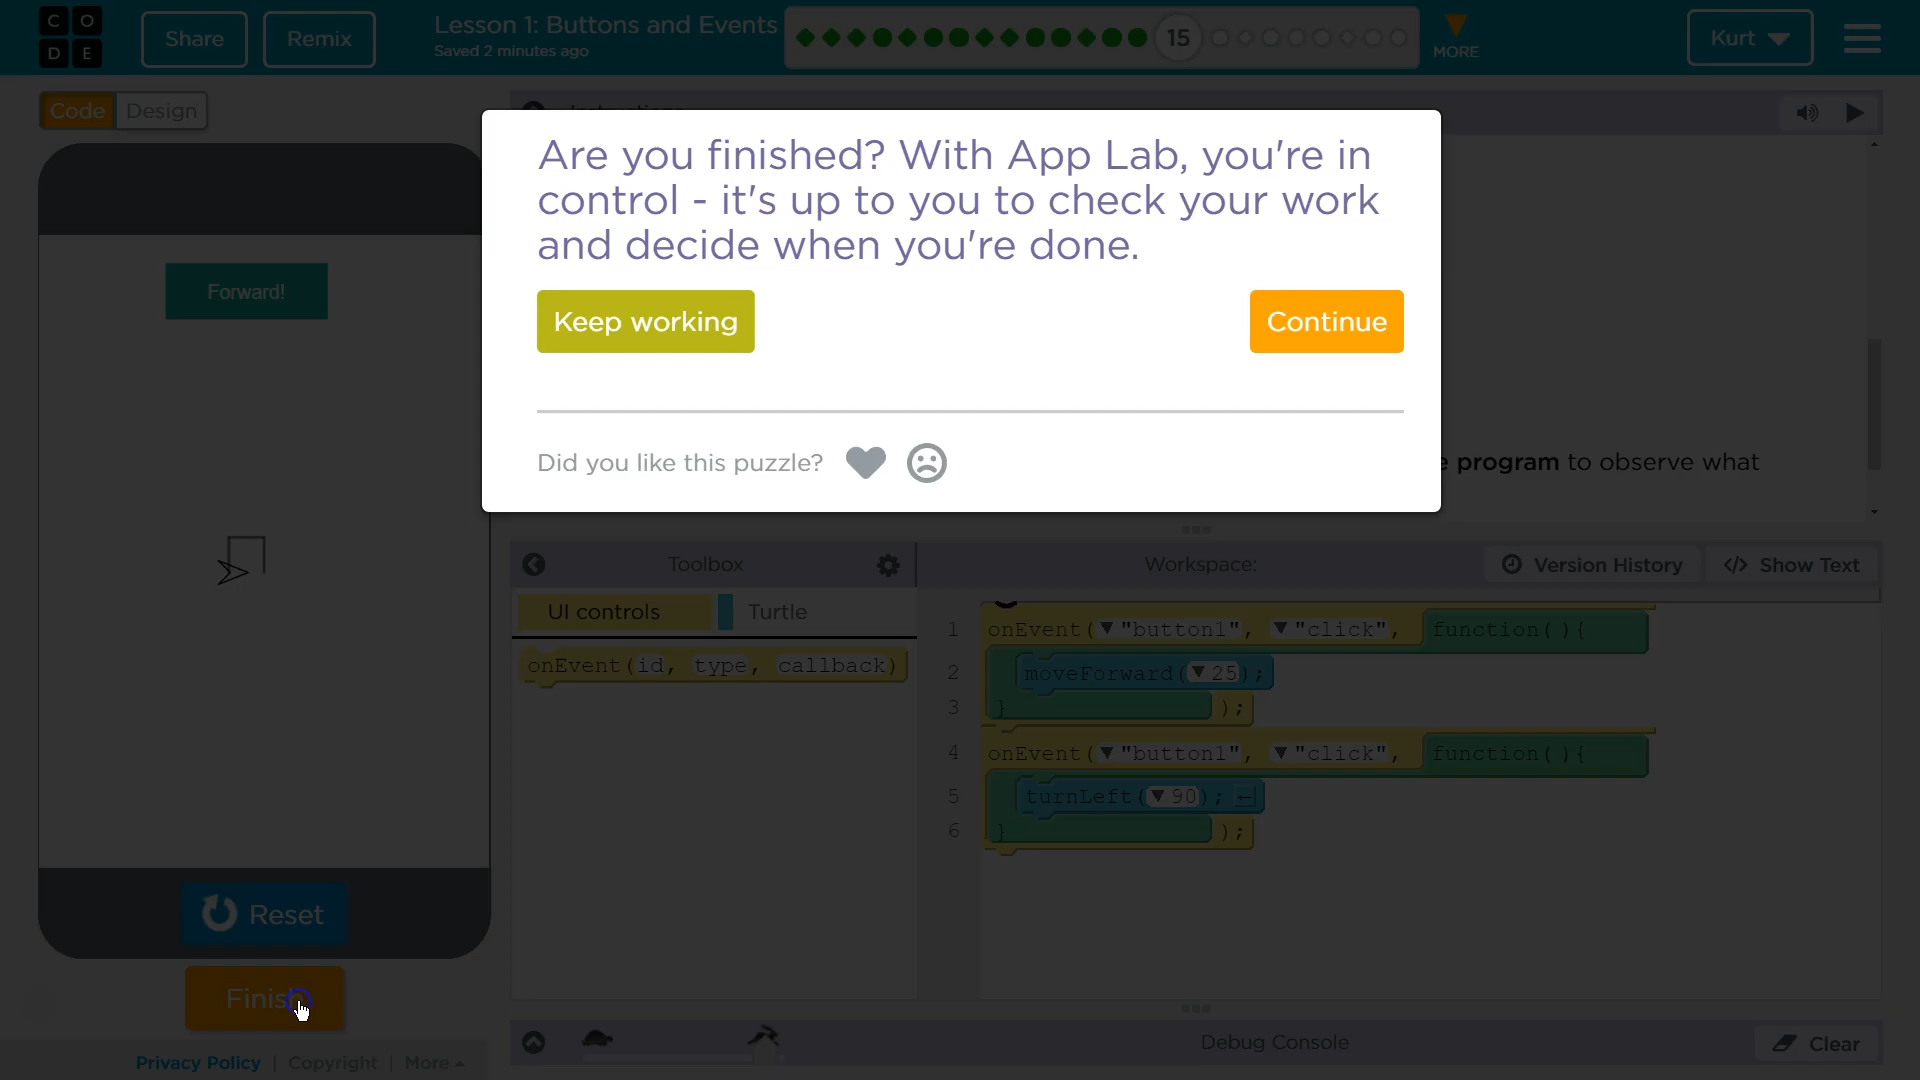 C O
D E
Share
Remix
Lesson 1: Buttons and Events
Saved 2 minutes ago
15
MORE
Kurt
Code
Design
Instructions
Are you finished? With App Lab, you're in
control - it's up to you to check your work
and decide when you're done.
Keep working
Continue
Did you like this puzzle?
Forward!
program to observe what
Toolbox
Workspace:
Version History
</> Show Text
UI controls
Turtle
onEvent(id, type, callback)
1 onEvent(▼"button1", ▼"click", function( ){
2 moveForward(▼25);
3 } );
4 onEvent(▼"button1", ▼"click", function( ){
5 turnLeft(▼90); ←
6 } );
Reset
Finish
Debug Console
Clear
Privacy Policy | Copyright | More